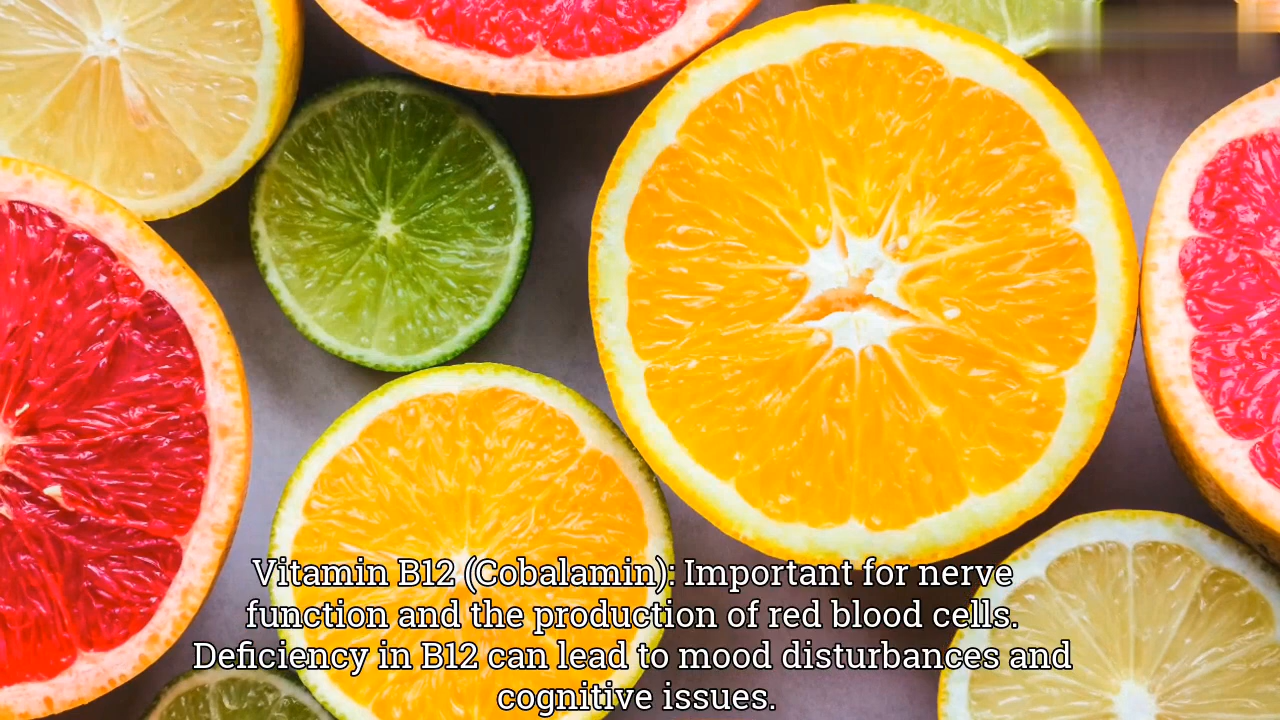 Vitamin B12 (Cobalamin): Important for nerve
function and the production of red blood cells.
Deficiency in B12 can lead to mood disturbances and
cognitive issues.